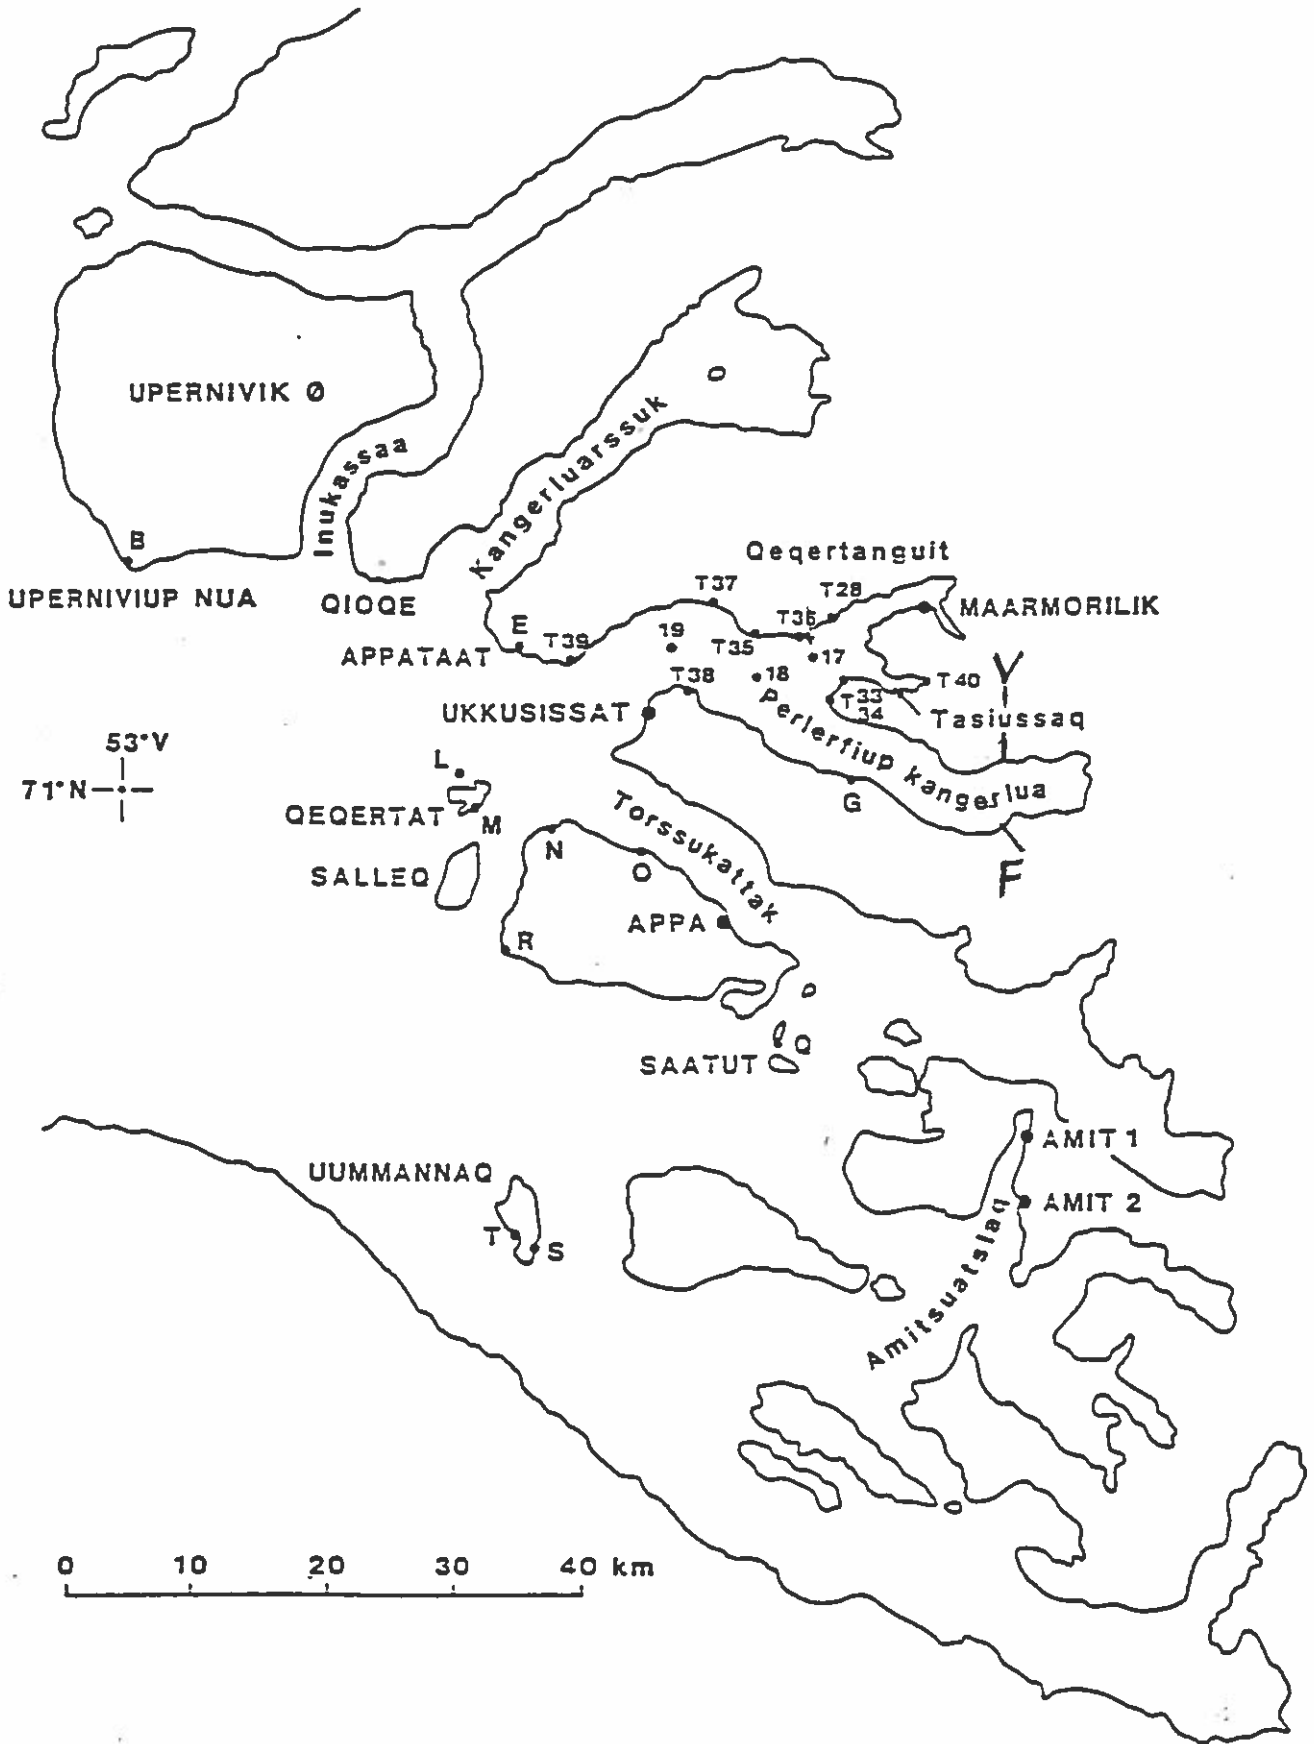 UPERNIVIK Ø
Inukassaa
Kangerluarssuk
B
UPERNIVIUP NUA
QIOQE
Qeqertanguit
T37
T28
MAARMORILIK
T36
E
T39
19
T35
17
APPATAAT
T38
18
T40
V
T33
34
Tasiussaq
UKKUSISSAT
Perlerfiup kangerlua
53°V
71°N
L
G
QEQERTAT
M
Torssukattak
N
O
F
SALLEQ
APPA
R
Q
SAATUT
AMIT 1
UUMMANNAQ
AMIT 2
T
S
Amitsuatsiaq
0 10 20 30 40 km